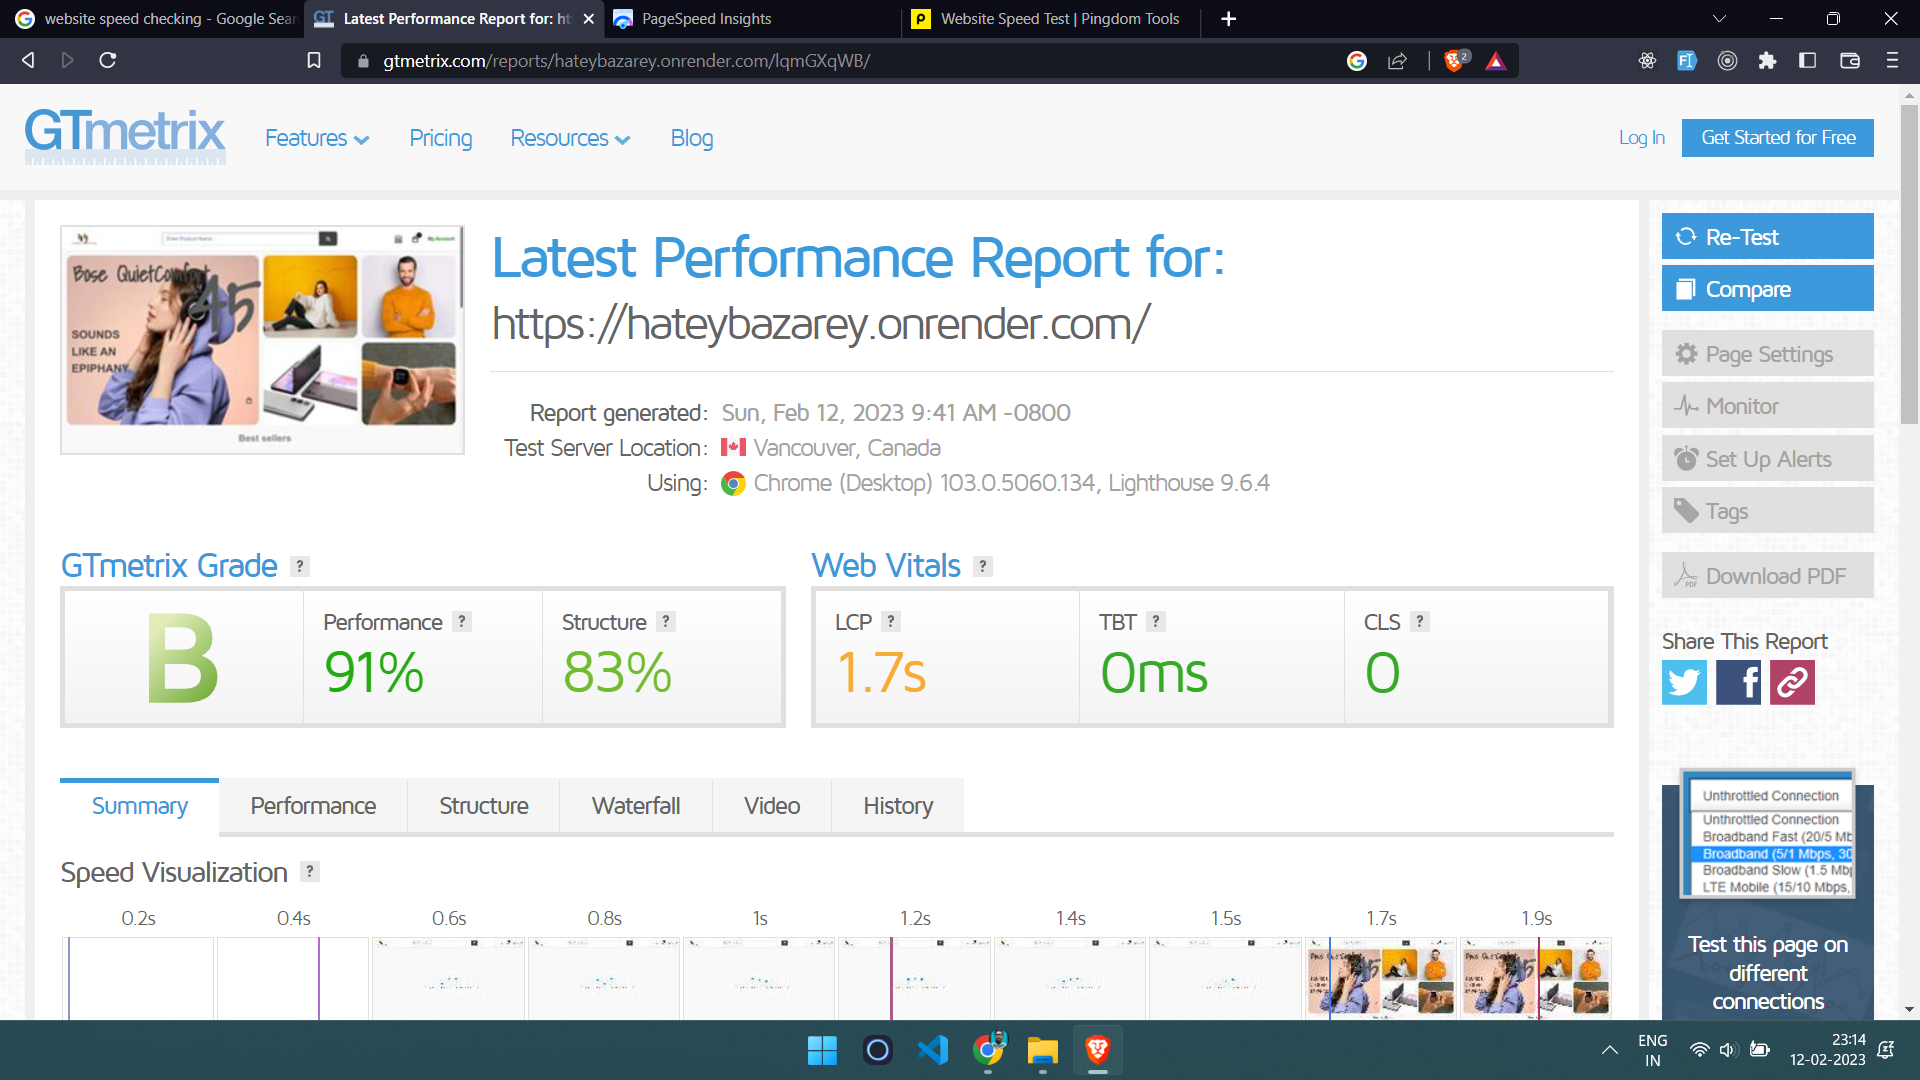 website speed checking - Google Sear
Latest Performance Report for: ht
PageSpeed Insights
Website Speed Test | Pingdom Tools
gtmetrix.com/reports/hateybazarey.onrender.com/lqmGXqWB/
2
GTmetrix
Features
Pricing
Resources
Blog
Log In
Get Started for Free
Enter Product Name...
My Account
Bose QuietComfort
45
SOUNDS
LIKE AN
EPIPHANY.
Best sellers
Latest Performance Report for:
https://hateybazarey.onrender.com/
Report generated: Sun, Feb 12, 2023 9:41 AM -0800
Test Server Location: Vancouver, Canada
Using: Chrome (Desktop) 103.0.5060.134, Lighthouse 9.6.4
Re-Test
Compare
Page Settings
Monitor
Set Up Alerts
Tags
Download PDF
Share This Report
GTmetrix Grade ?
B
Performance ?
91%
Structure ?
83%
Web Vitals ?
LCP ?
1.7s
TBT ?
0ms
CLS ?
0
Summary
Performance
Structure
Waterfall
Video
History
Speed Visualization ?
0.2s 0.4s 0.6s 0.8s 1s 1.2s 1.4s 1.5s 1.7s 1.9s
Unthrottled Connection
Unthrottled Connection
Broadband Fast (20/5 Mb
Broadband (5/1 Mbps, 30
Broadband Slow (1.5 Mbp
LTE Mobile (15/10 Mbps,
Test this page on
different
connections
ENG
IN
23:14
12-02-2023